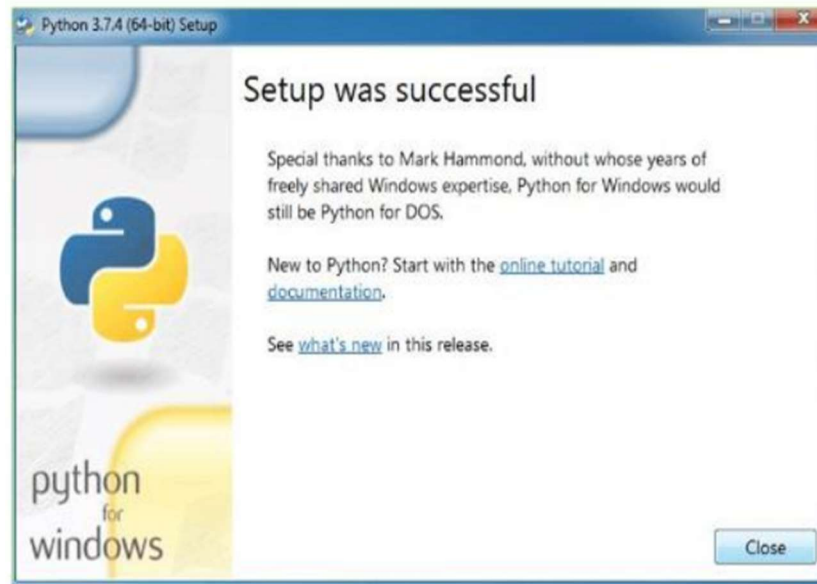 Python 3.7.4 (64-bit) Setup
Setup was successful
Special thanks to Mark Hammond, without whose years of
freely shared Windows expertise, Python for Windows would
still be Python for DOS.
New to Python? Start with the online tutorial and
documentation.
See what's new in this release.
python
for
windows
Close